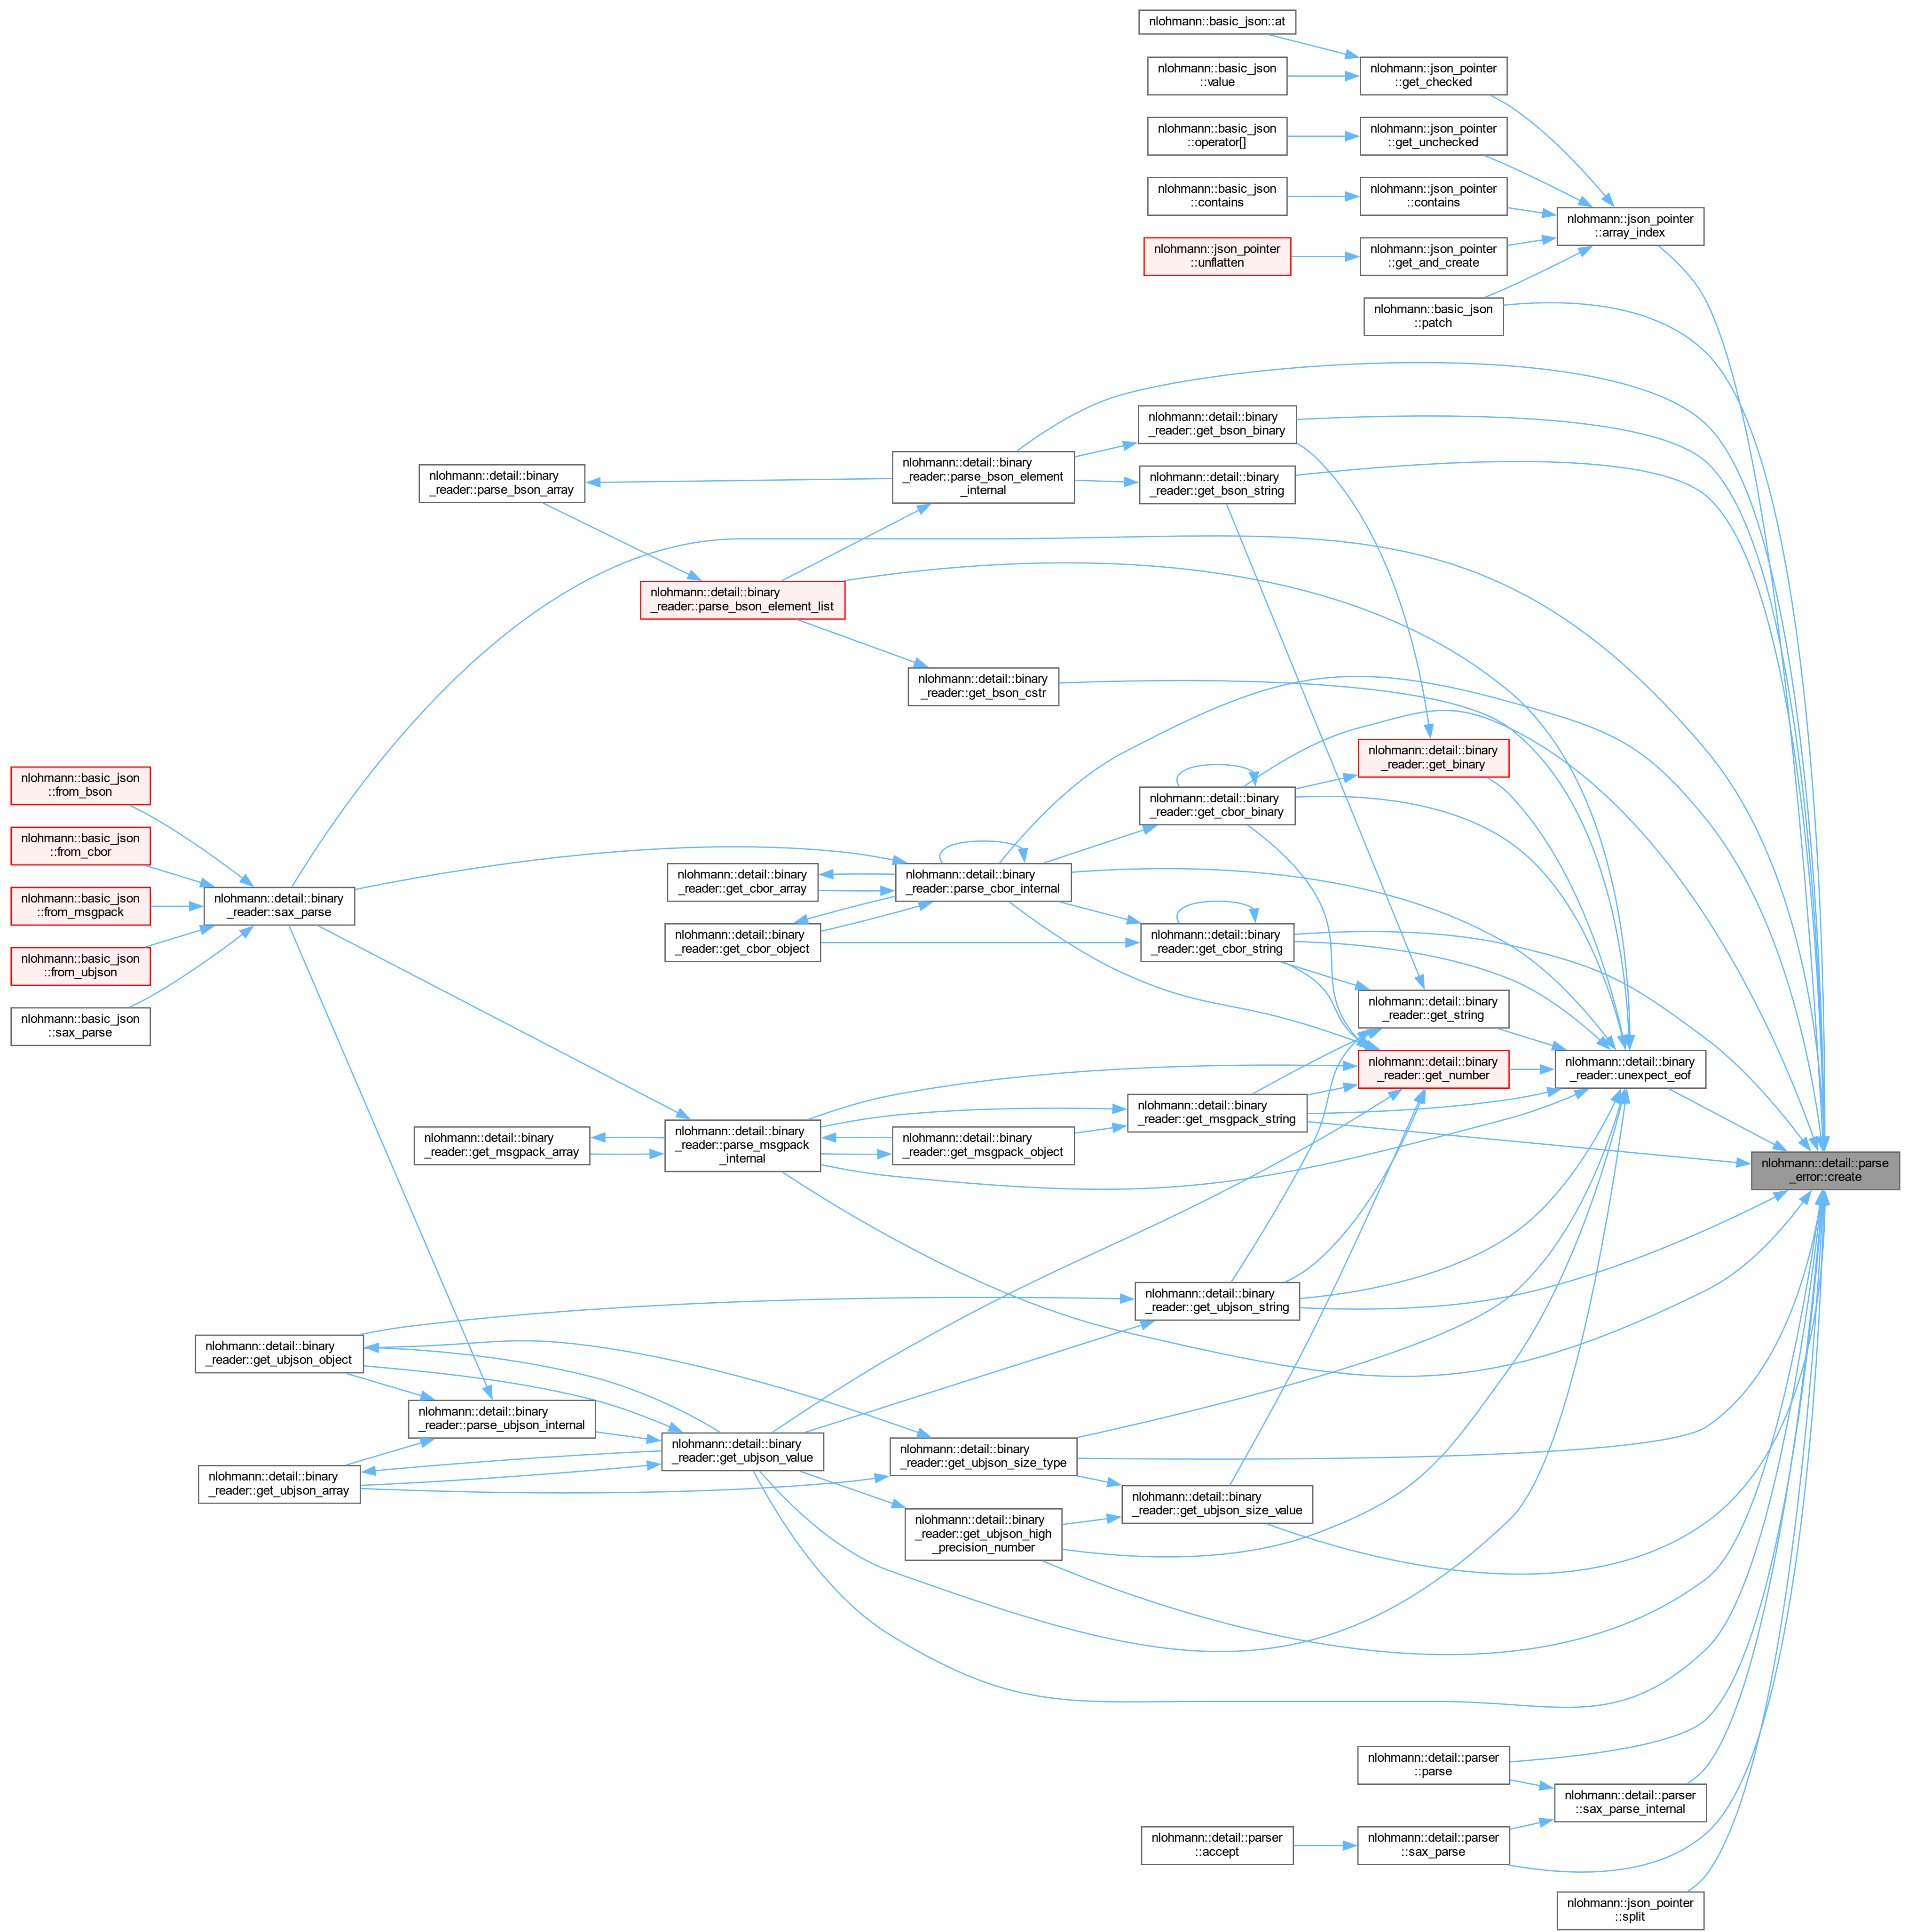 nlohmann::basic_json::at
nlohmann::basic_json
::value
nlohmann::json_pointer
::get_checked
nlohmann::basic_json
::operator[]
nlohmann::json_pointer
::get_unchecked
nlohmann::basic_json
::contains
nlohmann::json_pointer
::contains
nlohmann::json_pointer
::array_index
nlohmann::json_pointer
::unflatten
nlohmann::json_pointer
::get_and_create
nlohmann::basic_json
::patch
nlohmann::detail::binary
_reader::get_bson_binary
nlohmann::detail::binary
_reader::parse_bson_array
nlohmann::detail::binary
_reader::parse_bson_element
_internal
nlohmann::detail::binary
_reader::get_bson_string
nlohmann::detail::binary
_reader::parse_bson_element_list
nlohmann::detail::binary
_reader::get_bson_cstr
nlohmann::detail::binary
_reader::get_binary
nlohmann::basic_json
::from_bson
nlohmann::detail::binary
_reader::get_cbor_binary
nlohmann::basic_json
::from_cbor
nlohmann::detail::binary
_reader::get_cbor_array
nlohmann::detail::binary
_reader::parse_cbor_internal
nlohmann::basic_json
::from_msgpack
nlohmann::detail::binary
_reader::sax_parse
nlohmann::detail::binary
_reader::get_cbor_object
nlohmann::detail::binary
_reader::get_cbor_string
nlohmann::basic_json
::from_ubjson
nlohmann::detail::binary
_reader::get_string
nlohmann::basic_json
::sax_parse
nlohmann::detail::binary
_reader::get_number
nlohmann::detail::binary
_reader::unexpect_eof
nlohmann::detail::binary
_reader::get_msgpack_string
nlohmann::detail::binary
_reader::get_msgpack_array
nlohmann::detail::binary
_reader::parse_msgpack
_internal
nlohmann::detail::binary
_reader::get_msgpack_object
nlohmann::detail::parse
_error::create
nlohmann::detail::binary
_reader::get_ubjson_string
nlohmann::detail::binary
_reader::get_ubjson_object
nlohmann::detail::binary
_reader::parse_ubjson_internal
nlohmann::detail::binary
_reader::get_ubjson_value
nlohmann::detail::binary
_reader::get_ubjson_size_type
nlohmann::detail::binary
_reader::get_ubjson_array
nlohmann::detail::binary
_reader::get_ubjson_size_value
nlohmann::detail::binary
_reader::get_ubjson_high
_precision_number
nlohmann::detail::parser
::parse
nlohmann::detail::parser
::sax_parse_internal
nlohmann::detail::parser
::accept
nlohmann::detail::parser
::sax_parse
nlohmann::json_pointer
::split